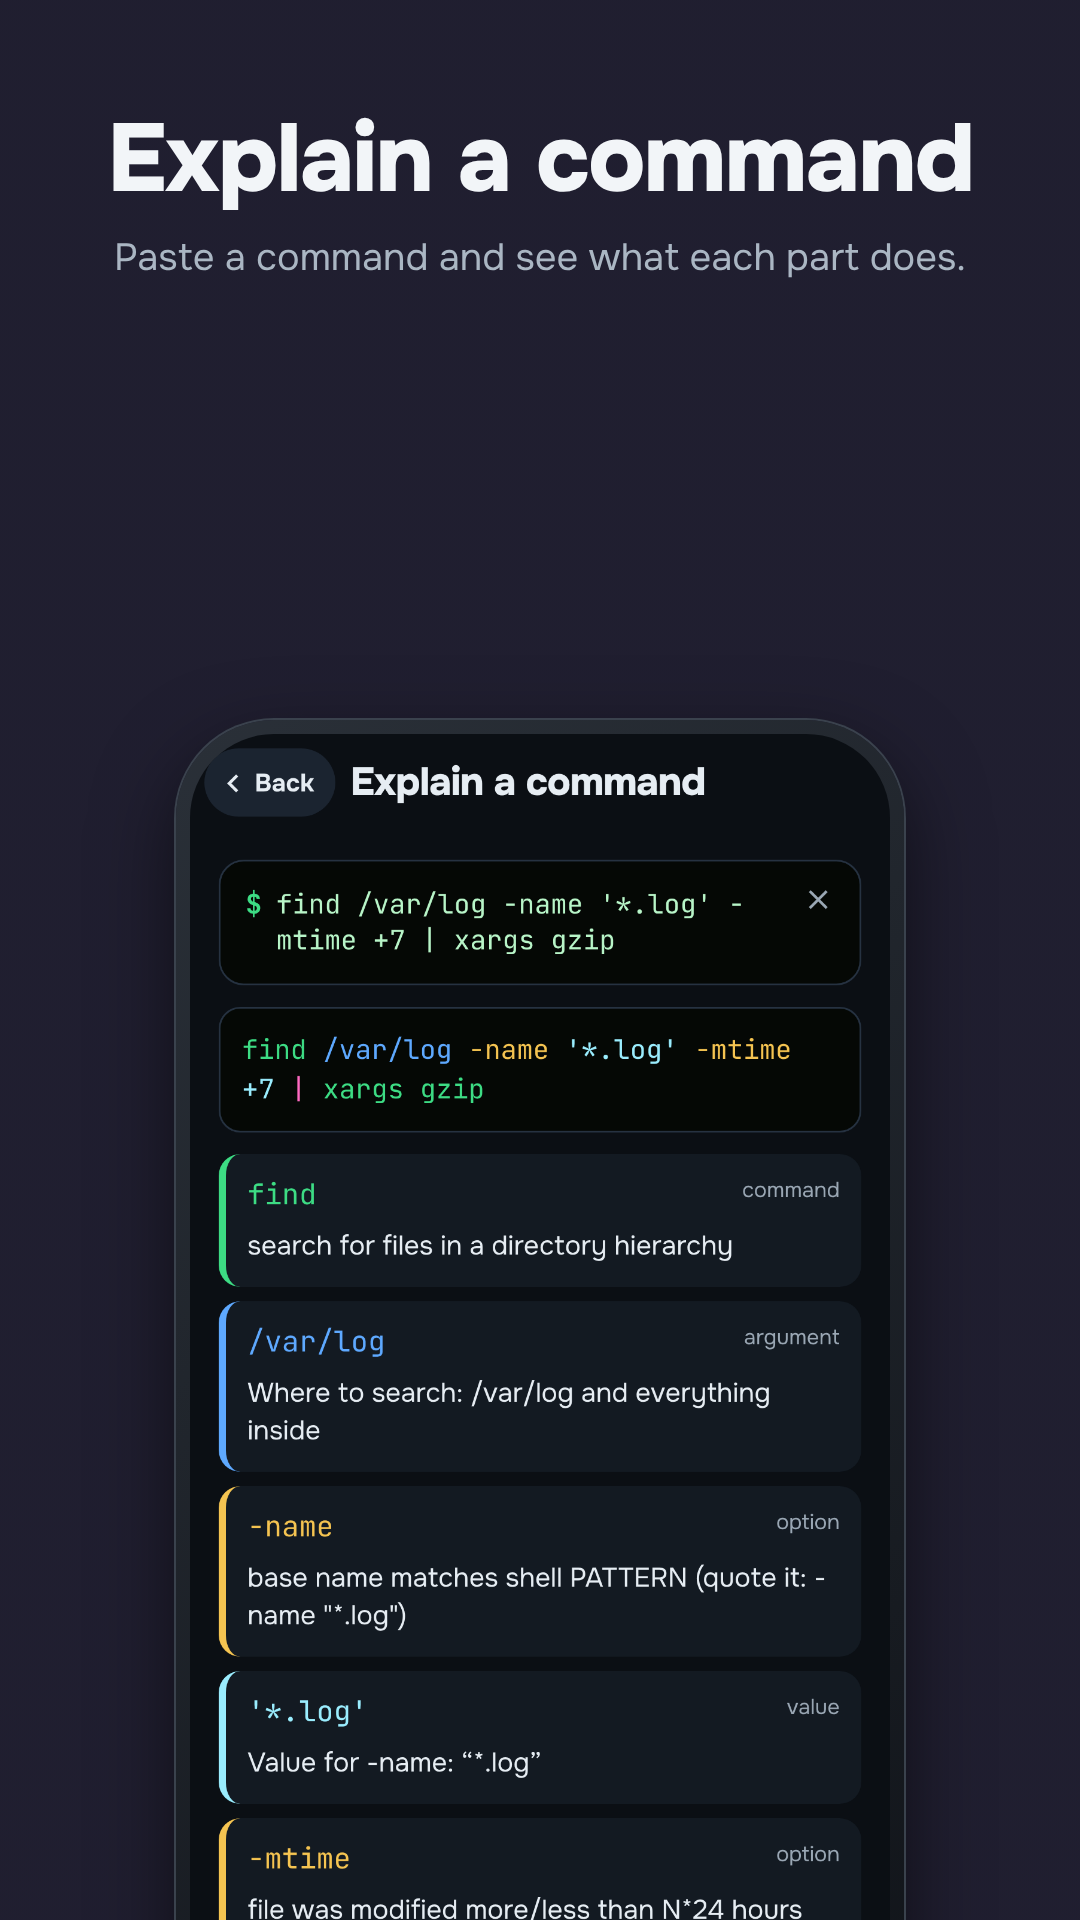 Explain a command
Paste a command and see what each part does.
Back
Explain a command
$ find /var/log -name '*.log' -
mtime +7 | xargs gzip
find /var/log -name '*.log' -mtime
+7 | xargs gzip
find
command
search for files in a directory hierarchy
/var/log
argument
Where to search: /var/log and everything
inside
-name
option
base name matches shell PATTERN (quote it: -
name "*.log")
'*.log'
value
Value for -name: “*.log”
-mtime
option
file was modified more/less than N*24 hours